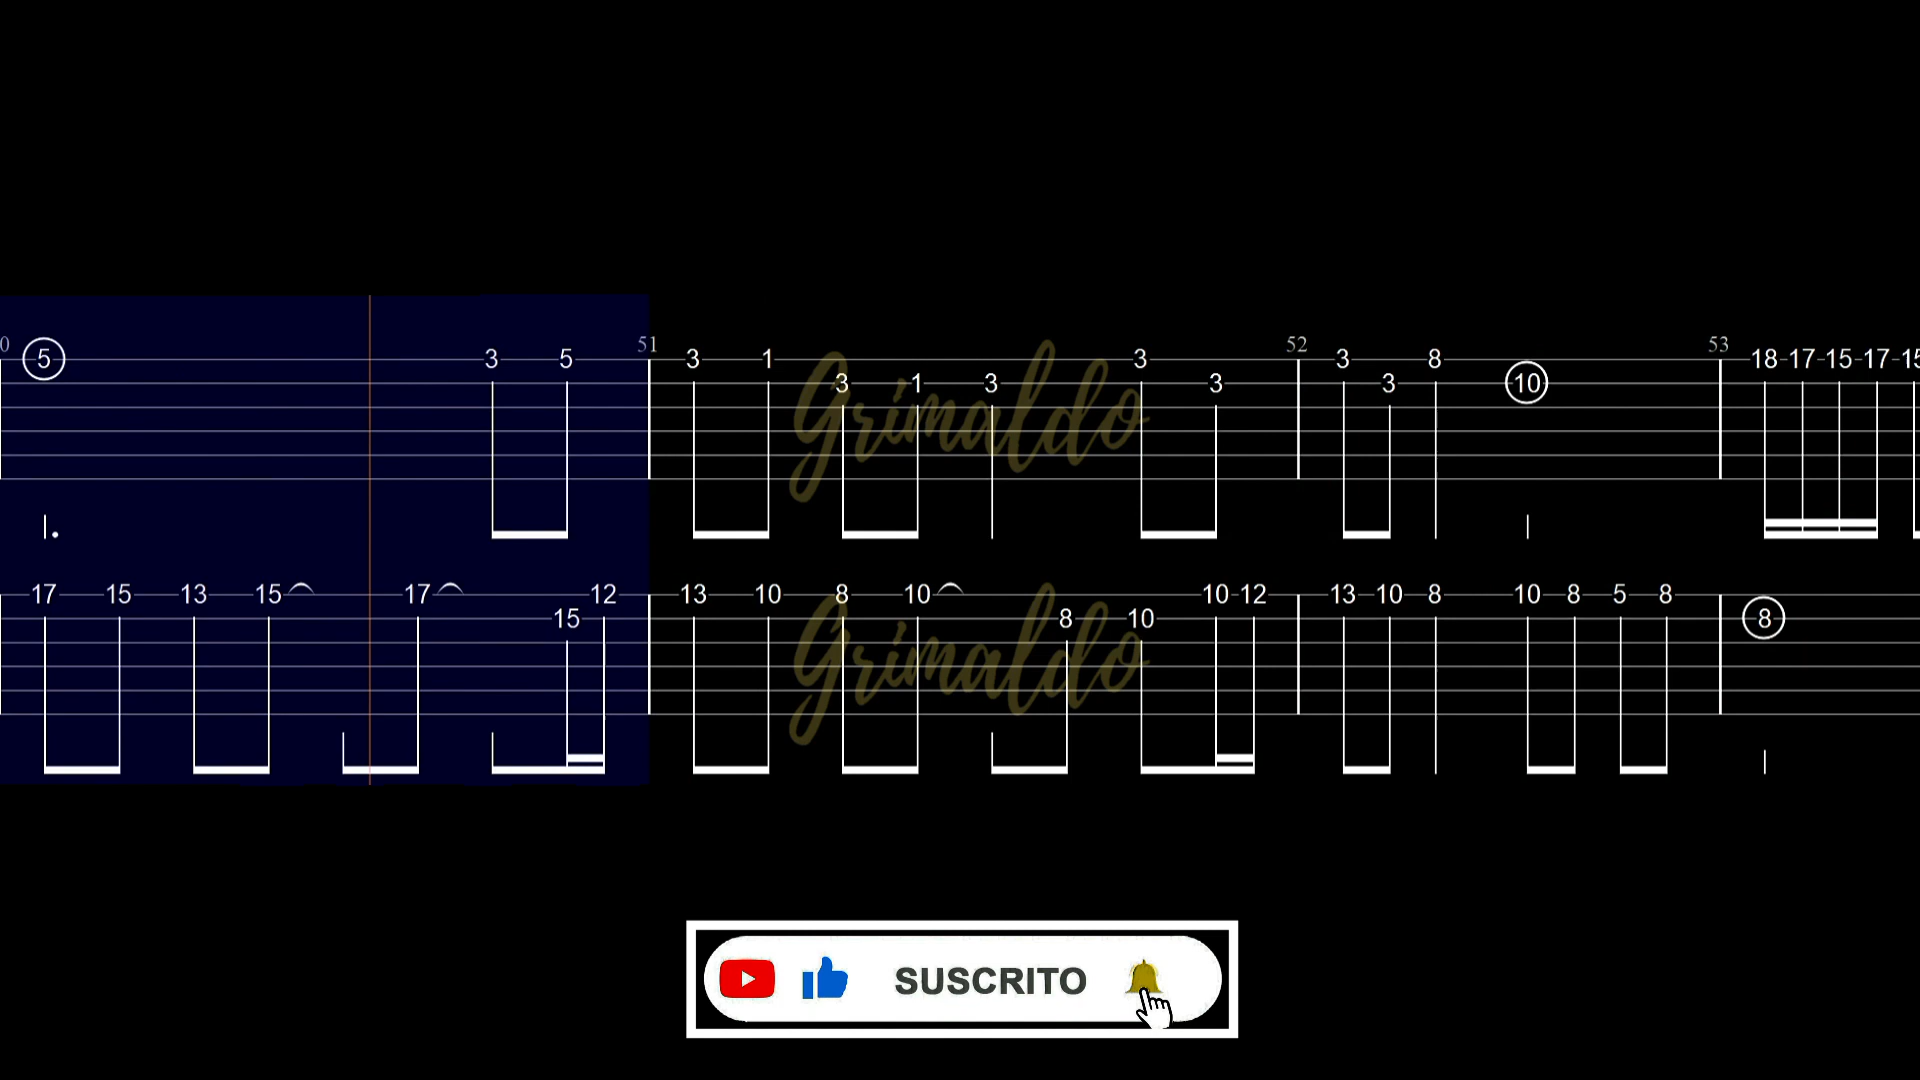 0 51 52 53
5 3 5 3 1 3 3 8 18 17 15 17 15
3 1 3 3 3 10
Grimaldo
17 15 13 15 17 12 13 10 8 10 10 12 13 10 8 10 8 5 8
15 8 10 8
Grimaldo
SUSCRITO